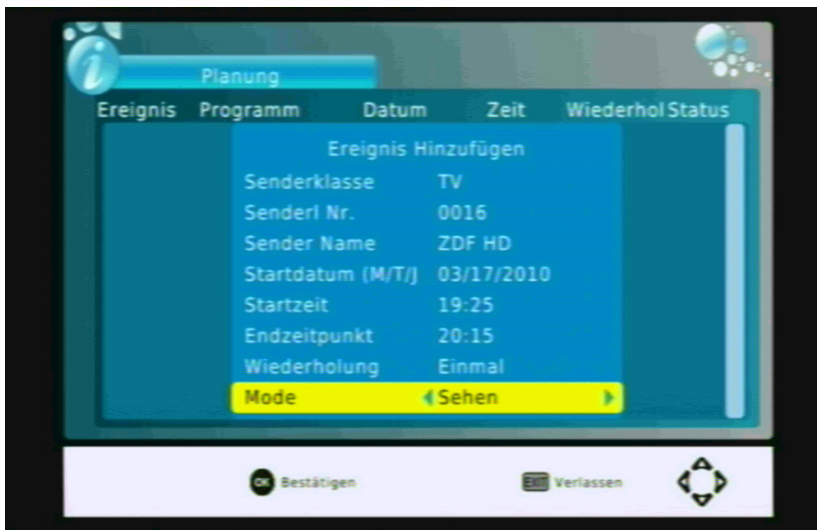 i
Planung
Ereignis Programm Datum Zeit Wiederhol Status
Ereignis Hinzufügen
Senderklasse TV
Senderl Nr. 0016
Sender Name ZDF HD
Startdatum (M/T/J 03/17/2010
Startzeit 19:25
Endzeitpunkt 20:15
Wiederholung Einmal
Mode Sehen
OK Bestätigen EXIT Verlassen